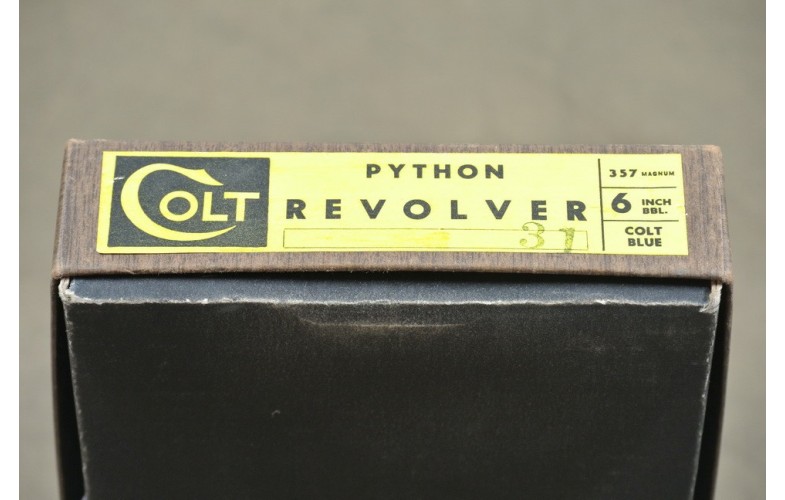 COLT
PYTHON
REVOLVER
31
357 MAGNUM
6 INCH BBL.
COLT BLUE